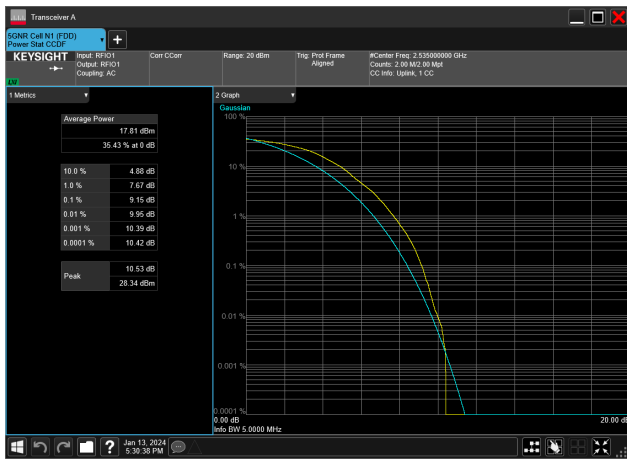 Transceiver A
5GNR Cell N1 (FDD)
Power Stat CCDF
KEYSIGHT
Input: RFIO1
Output: RFIO1
Coupling: AC
Corr CCorr
Range: 20 dBm
Trig: Prot Frame
Aligned
#Center Freq: 2.535000000 GHz
Counts: 2.00 M/2.00 Mpt
CC Info: Uplink, 1 CC
1 Metrics
Average Power
17.81 dBm
35.43 % at 0 dB
10.0 % 4.88 dB
1.0 % 7.67 dB
0.1 % 9.15 dB
0.01 % 9.95 dB
0.001 % 10.39 dB
0.0001 % 10.42 dB
Peak 10.53 dB
28.34 dBm
2 Graph
Gaussian
100 %
10 %
1 %
0.1 %
0.01 %
0.001 %
0.0001 %
0.00 dB
20.00 dB
Info BW 5.0000 MHz
Jan 13, 2024
5:30:38 PM